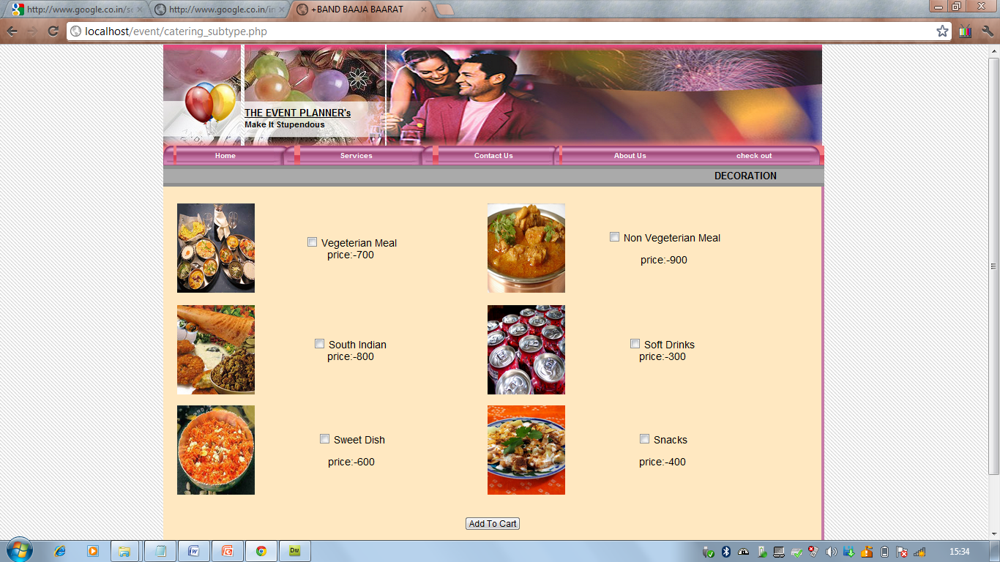 http://www.google.co.in/se
http://www.google.co.in/in
+BAND BAAJA BAARAT
localhost/event/catering_subtype.php
THE EVENT PLANNER's
Make It Stupendous
Home
Services
Contact Us
About Us
check out
DECORATION
Vegeterian Meal
price:-700
Non Vegeterian Meal
price:-900
South Indian
price:-800
Soft Drinks
price:-300
Sweet Dish
price:-600
Snacks
price:-400
Add To Cart
Dw
15:34